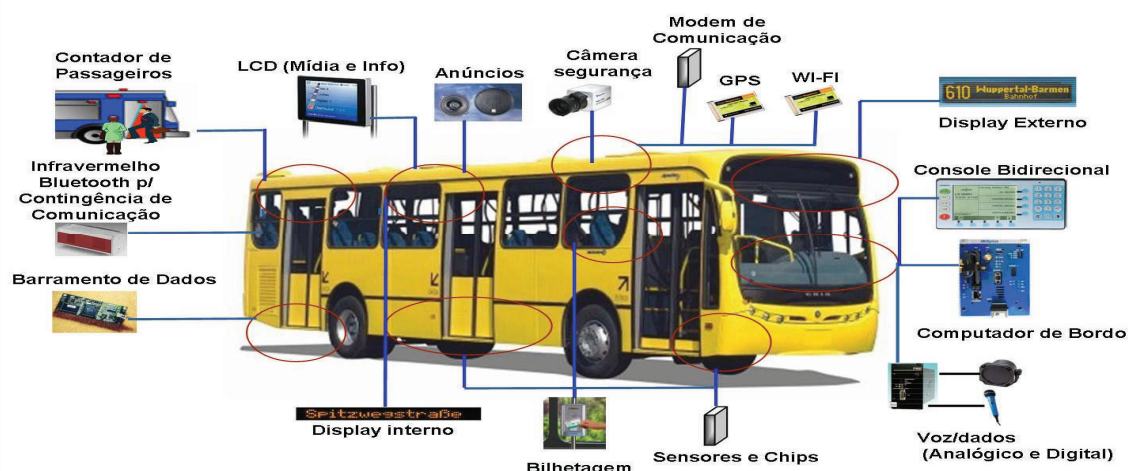 Modem de
Comunicação
Contador de
Passageiros
LCD (Mídia e Info)
Anúncios
Câmera
segurança
GPS
WI-FI
610 Wuppertal-Barmen
Bahnhof
Display Externo
Infravermelho
Bluetooth p/
Contingência de
Comunicação
Console Bidirecional
Barramento de Dados
Computador de Bordo
Spitzwegstraße
Display interno
Bilhetagem
Sensores e Chips
Voz/dados
(Analógico e Digital)